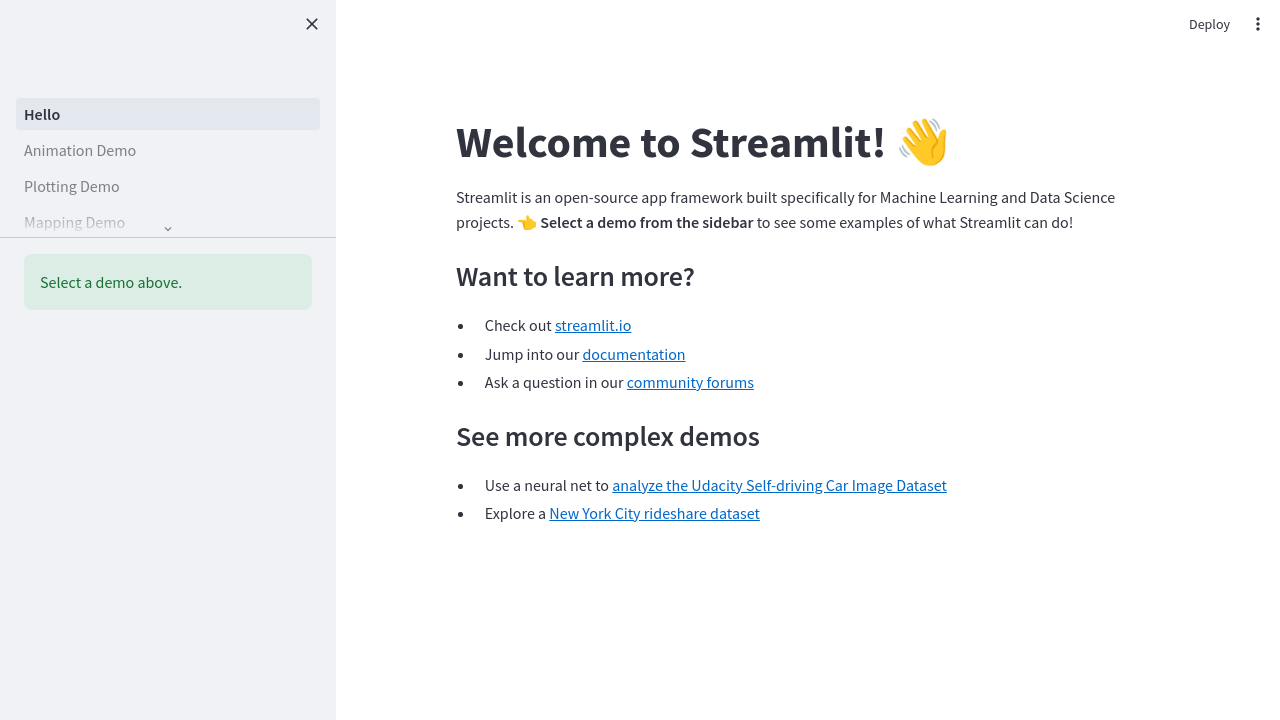 Deploy
Hello
Animation Demo
Plotting Demo
Mapping Demo
Select a demo above.
Welcome to Streamlit! 👋
Streamlit is an open-source app framework built specifically for Machine Learning and Data Science
projects. 👈 Select a demo from the sidebar to see some examples of what Streamlit can do!
Want to learn more?
• Check out streamlit.io
• Jump into our documentation
• Ask a question in our community forums
See more complex demos
• Use a neural net to analyze the Udacity Self-driving Car Image Dataset
• Explore a New York City rideshare dataset